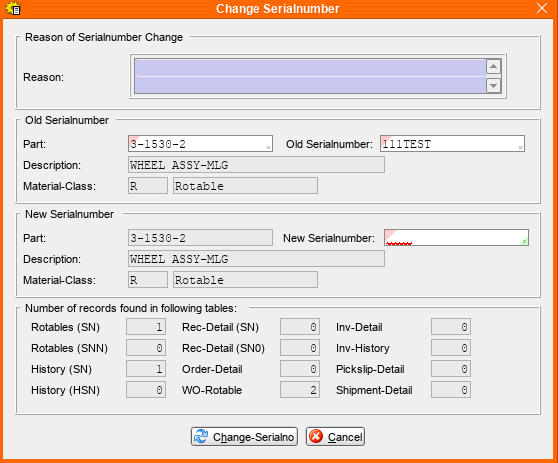 Change Serialnumber
Reason of Serialnumber Change
Reason:
Old Serialnumber
Part: 3-1530-2 Old Serialnumber: 111TEST
Description: WHEEL ASSY-MLG
Material-Class: R Rotable
New Serialnumber
Part: 3-1530-2 New Serialnumber:
Description: WHEEL ASSY-MLG
Material-Class: R Rotable
Number of records found in following tables:
Rotables (SN) 1 Rec-Detail (SN) 0 Inv-Detail 0
Rotables (SNN) 0 Rec-Detail (SN0) 0 Inv-History 0
History (SN) 1 Order-Detail 0 Pickslip-Detail 0
History (HSN) 0 WO-Rotable 2 Shipment-Detail 0
Change-Serialno Cancel